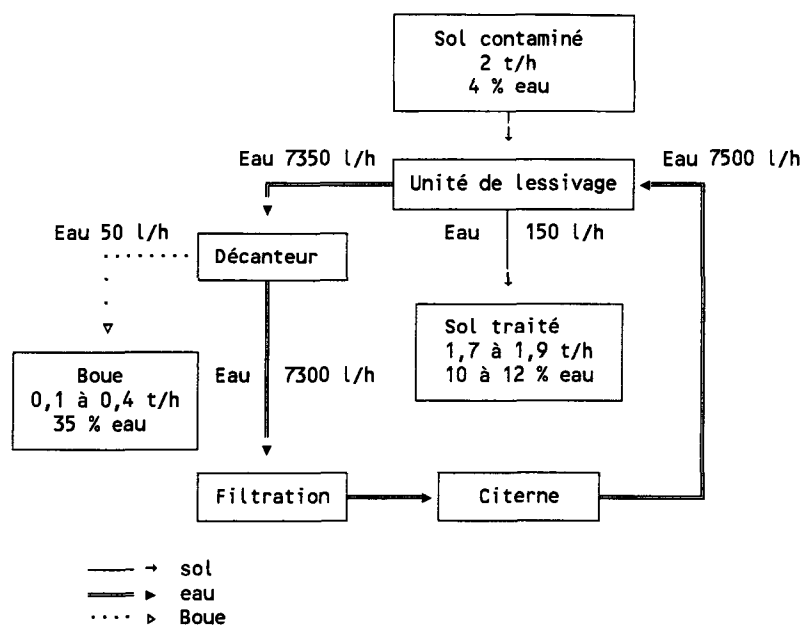 Sol contaminé
2 t/h
4 % eau
Eau 7350 l/h
Eau 7500 l/h
Unité de lessivage
Eau 50 l/h
Eau 150 l/h
Décanteur
Sol traité
1,7 à 1,9 t/h
10 à 12 % eau
Boue
0,1 à 0,4 t/h
35 % eau
Eau 7300 l/h
Filtration
Citerne
sol
eau
Boue